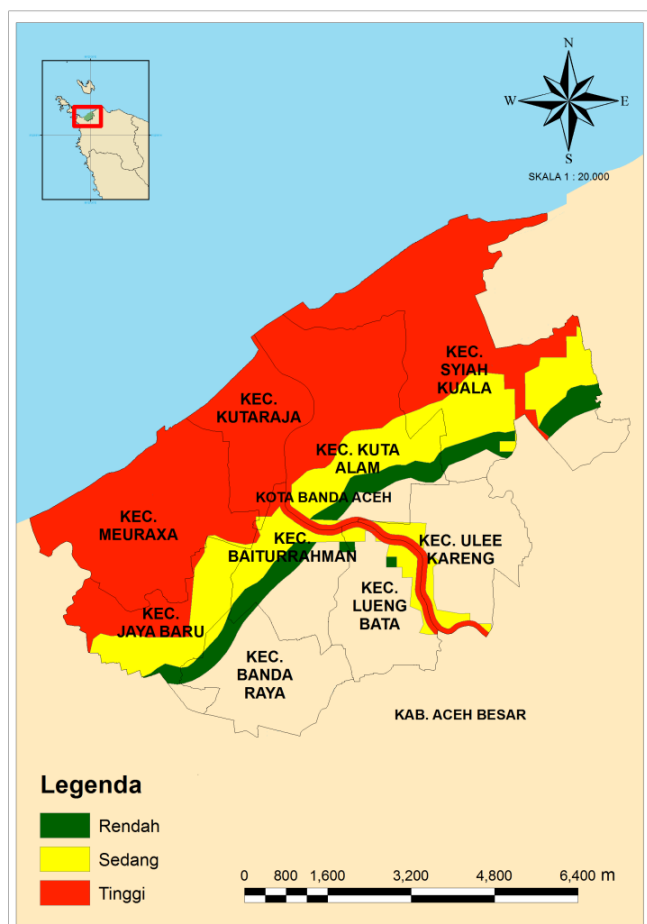 N
W
E
S
SKALA 1 : 20.000
KEC.
SYIAH
KUALA
KEC.
KUTARAJA
KEC. KUTA
ALAM
KOTA BANDA ACEH
KEC.
MEURAXA
KEC.
BAITURRAHMAN
KEC. ULEE
KARENG
KEC.
LUENG
BATA
KEC.
JAYA BARU
KEC.
BANDA
RAYA
KAB. ACEH BESAR
Legenda
Rendah
Sedang
Tinggi
0 800 1,600 3,200 4,800 6,400 m